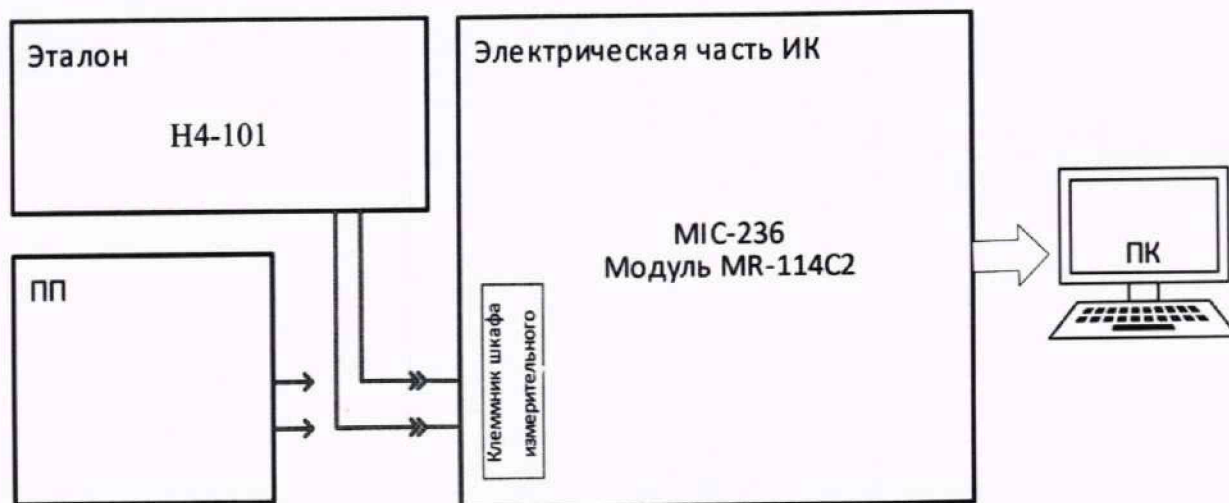 Эталон
Н4-101
ПП
Электрическая часть ИК
MIC-236
Модуль MR-114C2
Клеммник шкафа
измерительного
ПК